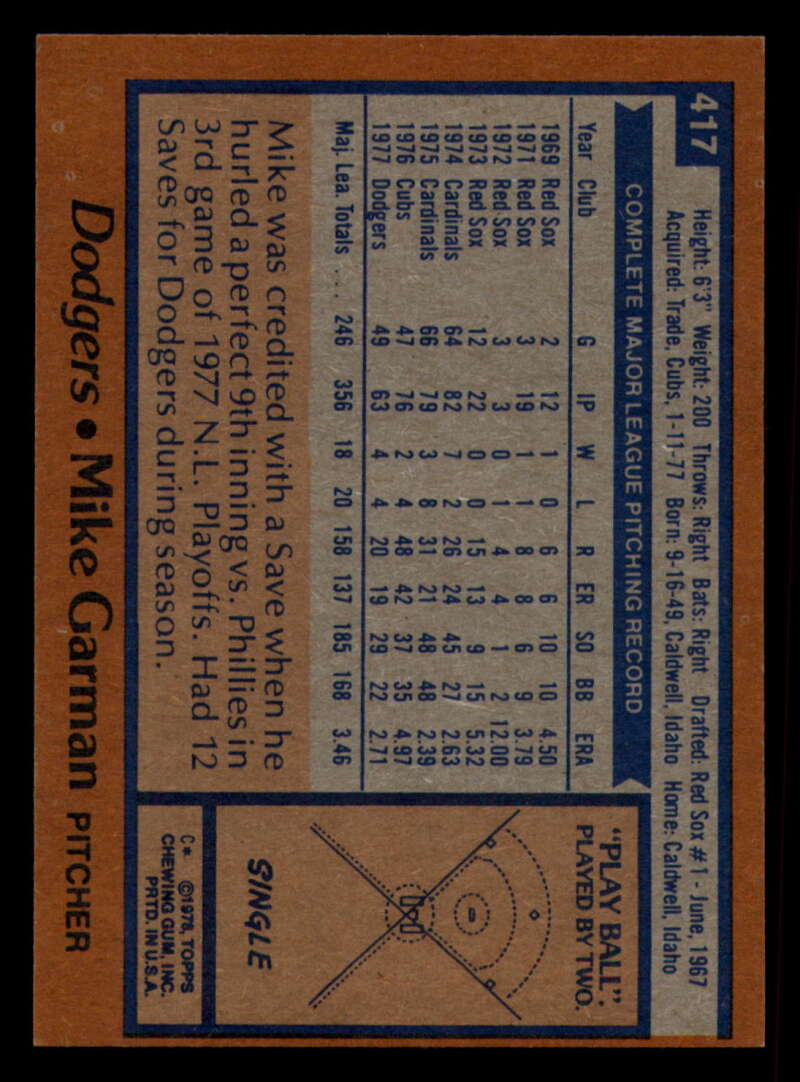 417
Height: 6'3" Weight: 200 Throws: Right Bats: Right Drafted: Red Sox #1 - June, 1967
Acquired: Trade, Cubs, 1-11-77 Born: 9-16-49, Caldwell, Idaho Home: Caldwell, Idaho
COMPLETE MAJOR LEAGUE PITCHING RECORD
Year Club G IP W L R ER SO BB ERA
1969 Red Sox 2 12 1 0 6 6 10 10 4.50
1971 Red Sox 3 19 1 1 8 8 6 9 3.79
1972 Red Sox 3 3 0 1 4 4 1 2 12.00
1973 Red Sox 12 22 0 0 15 13 9 15 5.32
1974 Cardinals 64 82 7 2 26 24 45 27 2.63
1975 Cardinals 66 79 3 8 31 21 48 48 2.39
1976 Cubs 47 76 2 4 48 42 37 35 4.97
1977 Dodgers 49 63 4 4 20 19 29 22 2.71
Maj. Lea. Totals ... 246 356 18 20 158 137 185 168 3.46
Mike was credited with a Save when he
hurled a perfect 9th inning vs. Phillies in
3rd game of 1977 N.L. Playoffs. Had 12
Saves for Dodgers during season.
"PLAY BALL".
PLAYED BY TWO.
SINGLE
C* ©1978, TOPPS
CHEWING GUM, INC.
PRTD. IN U.S.A.
Dodgers • Mike Garman PITCHER